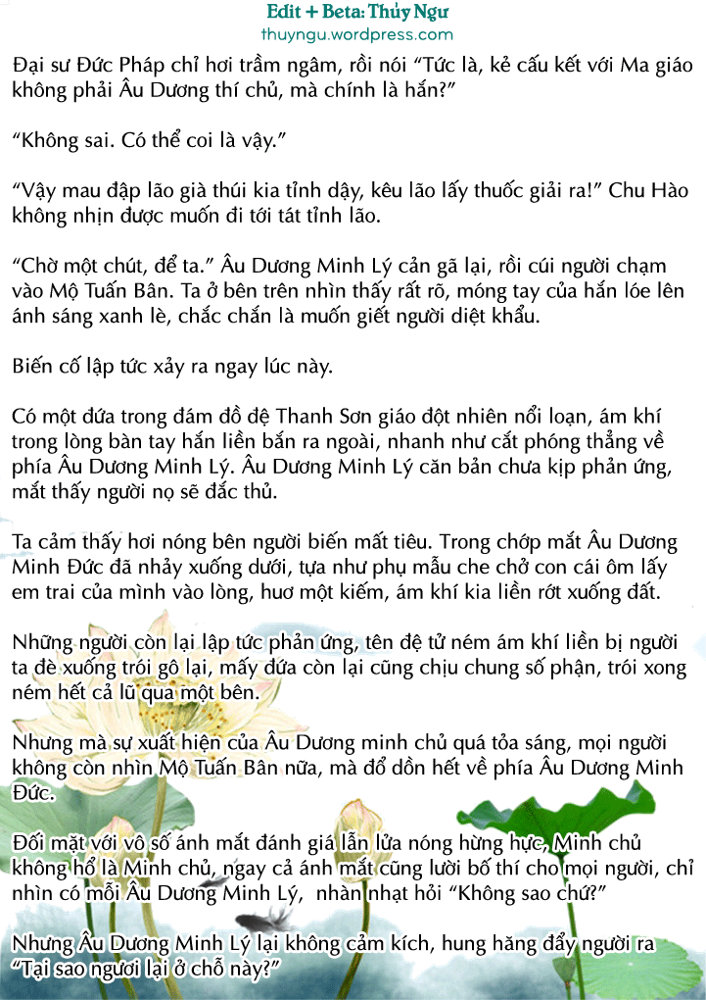 Edit + Beta: Thủy Ngư
thuyngu.wordpress.com
Đại sư Đức Pháp chỉ hơi trầm ngâm, rồi nói “Tức là, kẻ cấu kết với Ma giáo
không phải Âu Dương thí chủ, mà chính là hắn?”
“Không sai. Có thể coi là vậy.”
“Vậy mau đập lão già thúi kia tỉnh dậy, kêu lão lấy thuốc giải ra!” Chu Hào
không nhịn được muốn đi tới tát tỉnh lão.
“Chờ một chút, để ta.” Âu Dương Minh Lý cản gã lại, rồi cúi người chạm
vào Mộ Tuấn Bân. Ta ở bên trên nhìn thấy rất rõ, móng tay của hắn lóe lên
ánh sáng xanh lè, chắc chắn là muốn giết người diệt khẩu.
Biến cố lập tức xảy ra ngay lúc này.
Có một đứa trong đám đồ đệ Thanh Sơn giáo đột nhiên nổi loạn, ám khí
trong lòng bàn tay hắn liền bắn ra ngoài, nhanh như cắt phóng thẳng về
phía Âu Dương Minh Lý. Âu Dương Minh Lý căn bản chưa kịp phản ứng,
mắt thấy người nọ sẽ đắc thủ.
Ta cảm thấy hơi nóng bên người biến mất tiêu. Trong chớp mắt Âu Dương
Minh Đức đã nhảy xuống dưới, tựa như phụ mẫu che chở con cái ôm lấy
em trai của mình vào lòng, huơ một kiếm, ám khí kia liền rớt xuống đất.
Những người còn lại lập tức phản ứng, tên đệ tử ném ám khí liền bị người
ta đè xuống trói gô lại, mấy đứa còn lại cũng chịu chung số phận, trói xong
ném hết cả lũ qua một bên.
Nhưng mà sự xuất hiện của Âu Dương minh chủ quá tỏa sáng, mọi người
không còn nhìn Mộ Tuấn Bân nữa, mà đổ dồn hết về phía Âu Dương Minh
Đức.
Đối mặt với vô số ánh mắt đánh giá lẫn lửa nóng hừng hực, Minh chủ
không hổ là Minh chủ, ngay cả ánh mắt cũng lười bố thí cho mọi người, chỉ
nhìn có mỗi Âu Dương Minh Lý, nhàn nhạt hỏi “Không sao chứ?”
Nhưng Âu Dương Minh Lý lại không cảm kích, hung hăng đẩy người ra
“Tại sao ngươi lại ở chỗ này?”